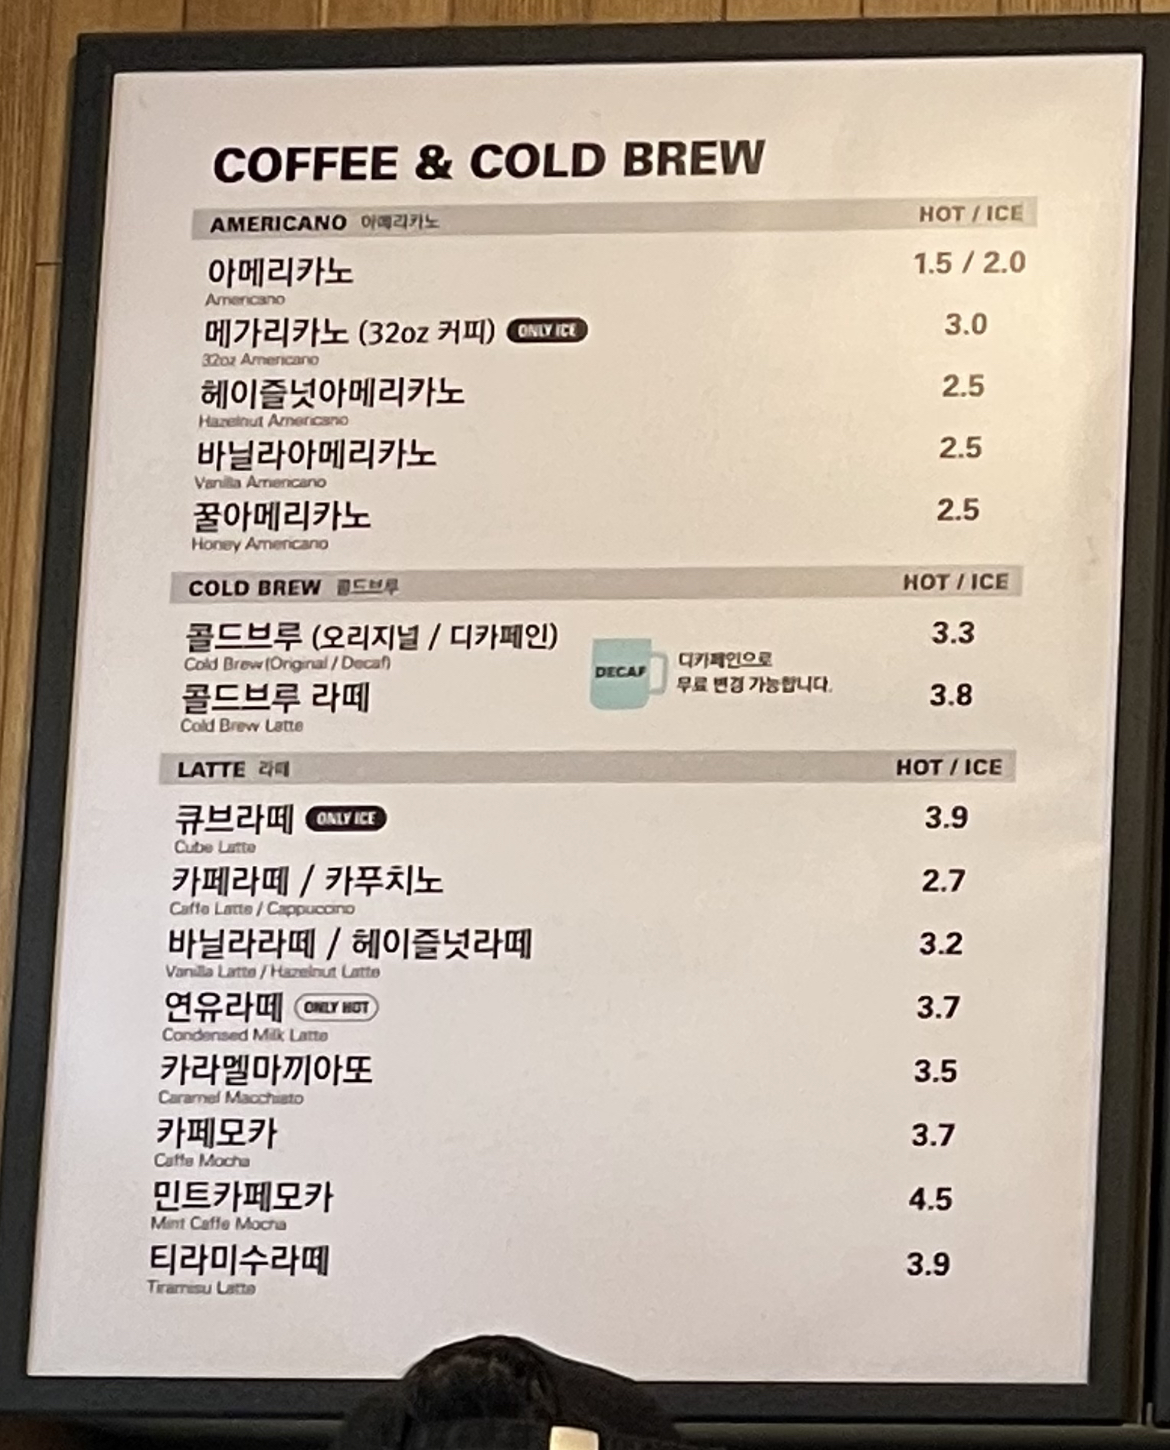 COFFEE & COLD BREW
AMERICANO 아메리카노 HOT / ICE
아메리카노 1.5 / 2.0
Americano
메가리카노 (32oz 커피) ONLY ICE 3.0
32oz Americano
헤이즐넛아메리카노 2.5
Hazelnut Americano
바닐라아메리카노 2.5
Vanilla Americano
꿀아메리카노 2.5
Honey Americano
COLD BREW 콜드브루 HOT / ICE
콜드브루 (오리지널 / 디카페인) 3.3
Cold Brew(Original / Decaf)
콜드브루 라떼 3.8
Cold Brew Latte
DECAF
디카페인으로
무료 변경 가능합니다.
LATTE 라떼 HOT / ICE
큐브라떼 ONLY ICE 3.9
Cube Latte
카페라떼 / 카푸치노 2.7
Caffe Latte / Cappuccino
바닐라라떼 / 헤이즐넛라떼 3.2
Vanilla Latte / Hazelnut Latte
연유라떼 ONLY HOT 3.7
Condensed Milk Latte
카라멜마끼아또 3.5
Caramel Macchiato
카페모카 3.7
Caffe Mocha
민트카페모카 4.5
Mint Caffe Mocha
티라미수라떼 3.9
Tiramisu Latte